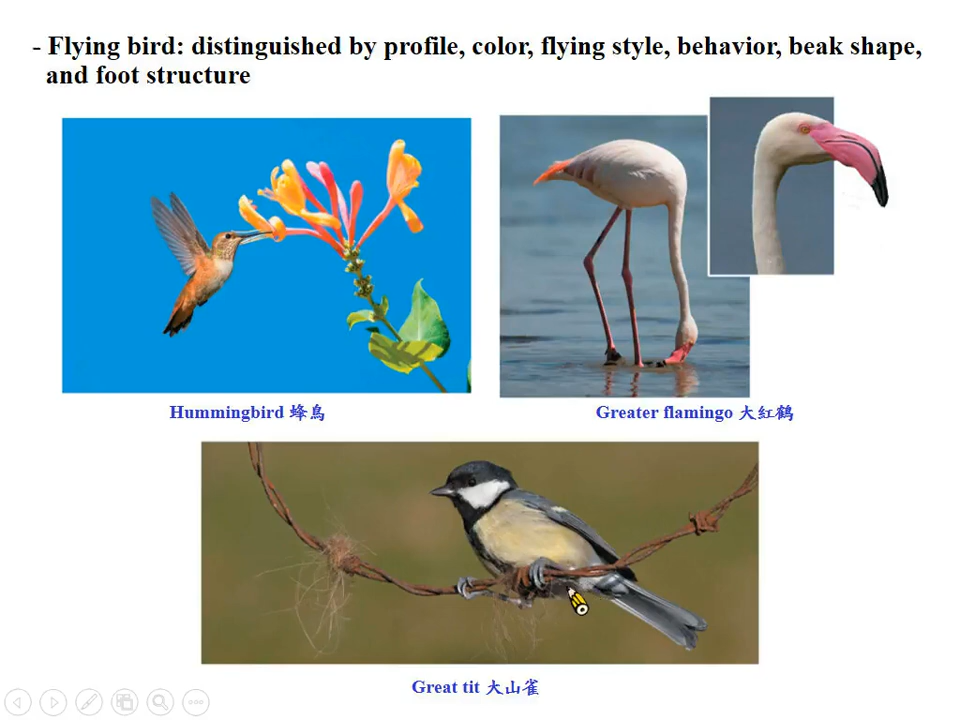 - Flying bird: distinguished by profile, color, flying style, behavior, beak shape,
and foot structure
Hummingbird 蜂鳥
Greater flamingo 大紅鶴
Great tit 大山雀